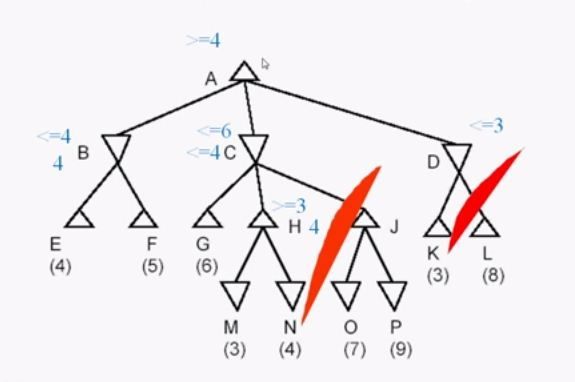 >=4
A
<=4
4
B
<=6
<=4
C
<=3
D
>=3
4
E
(4)
F
(5)
G
(6)
H
J
K
(3)
L
(8)
M
(3)
N
(4)
O
(7)
P
(9)